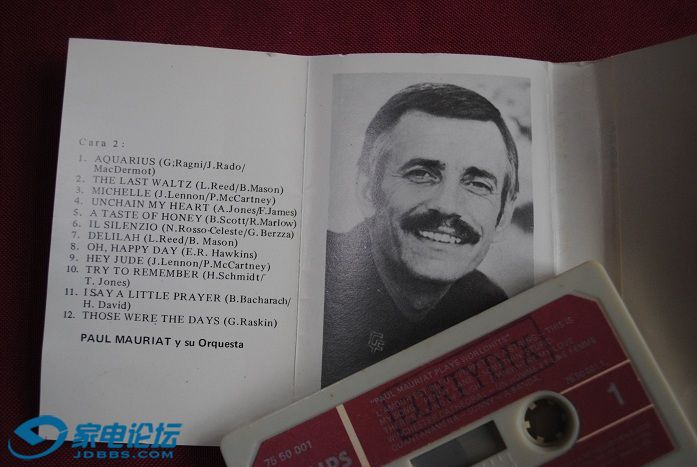 Cara 2:
1. AQUARIUS (G;Ragni/J.Rado/
MacDermot)
2. THE LAST WALTZ (L.Reed/B.Mason)
3. MICHELLE (J.Lennon/P.McCartney)
4. UNCHAIN MY HEART (A.Jones/F.James)
5. A TASTE OF HONEY (B.Scott/R.Marlow)
6. IL SILENZIO (N.Rosso-Celeste/G. Berzza)
7. DELILAH (L.Reed/B. Mason)
8. OH, HAPPY DAY (E.R. Hawkins)
9. HEY JUDE (J.Lennon/P.McCartney)
10. TRY TO REMEMBER (H.Schmidt/
T. Jones)
11. I SAY A LITTLE PRAYER (B.Bacharach/
H. David)
12. THOSE WERE THE DAYS (G.Raskin)
PAUL MAURIAT y su Orquesta
"PAUL MAURIAT PLAYS WORLDHITS"
75 50 001
1
家电论坛
JDBBS.COM